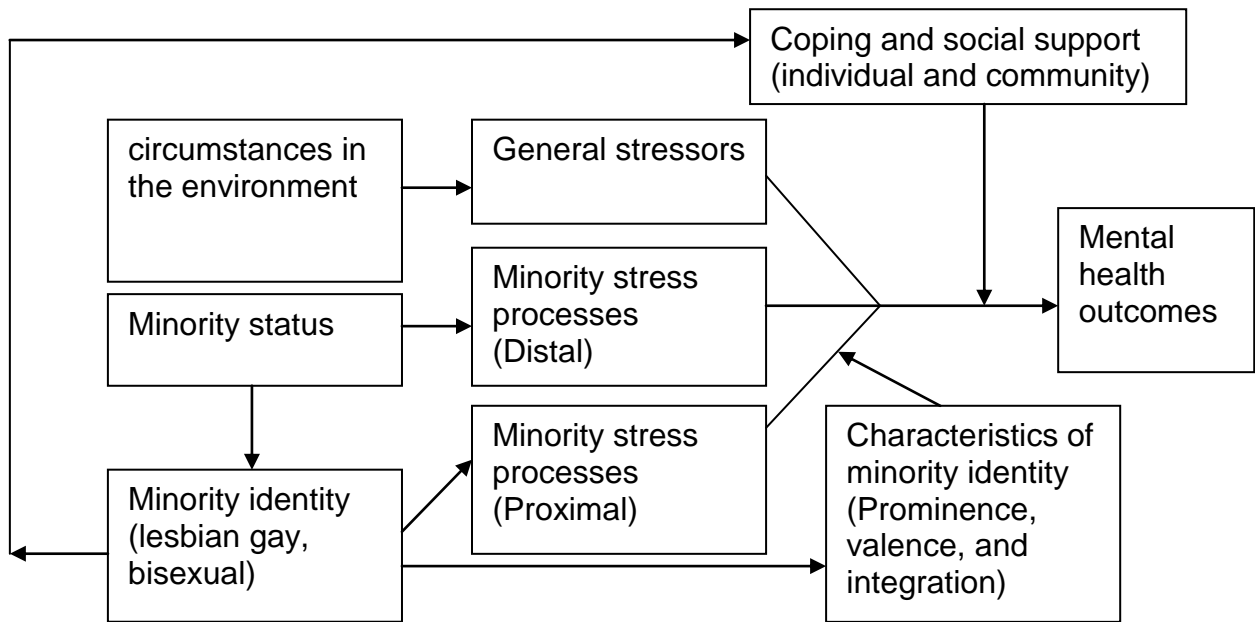 Coping and social support
(individual and community)
circumstances in
the environment
General stressors
Mental
health
outcomes
Minority stress
processes
(Distal)
Minority status
Minority stress
processes
(Proximal)
Characteristics of
minority identity
(Prominence,
valence, and
integration)
Minority identity
(lesbian gay,
bisexual)